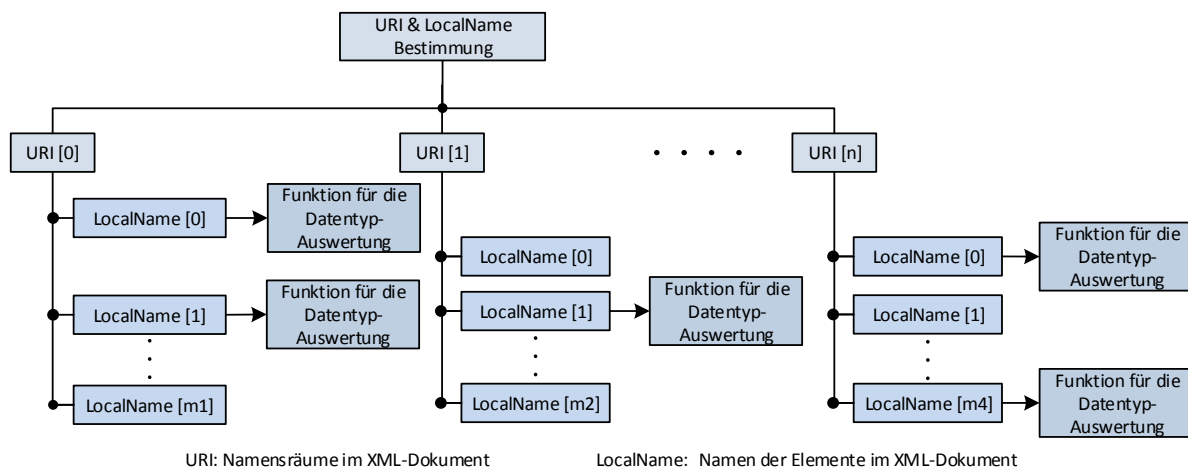 URI & LocalName
Bestimmung
URI [0]
URI [1]
. . . .
URI [n]
LocalName [0]
Funktion für die
Datentyp-
Auswertung
LocalName [1]
Funktion für die
Datentyp-
Auswertung
LocalName [m1]
LocalName [0]
LocalName [1]
Funktion für die
Datentyp-
Auswertung
LocalName [m2]
LocalName [0]
Funktion für die
Datentyp-
Auswertung
LocalName [1]
LocalName [m4]
Funktion für die
Datentyp-
Auswertung
URI: Namensräume im XML-Dokument
LocalName: Namen der Elemente im XML-Dokument